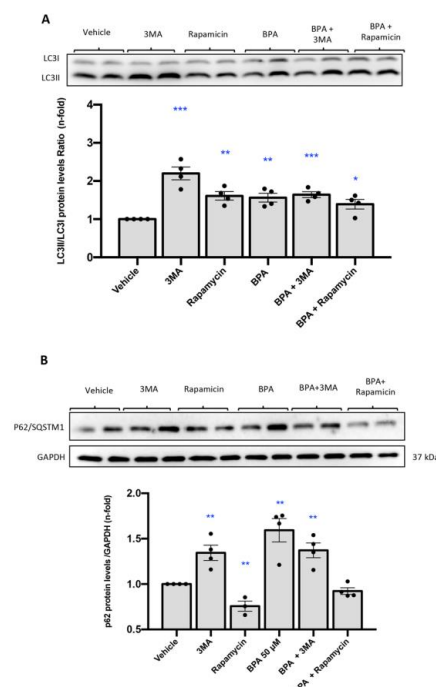 A
Vehicle 3MA Rapamicin BPA BPA + 3MA BPA + Rapamicin
LC3I
LC3II
LC3II/LC3I protein levels Ratio (n-fold)
4
3
2
1
0
*** ** ** *** *
Vehicle 3MA Rapamycin BPA BPA + 3MA BPA + Rapamycin
B
Vehicle 3MA Rapamicin BPA BPA+3MA BPA+ Rapamicin
P62/SQSTM1
GAPDH 37 kDa
p62 protein levels /GAPDH (n-fold)
2.0
1.5
1.0
0.5
** ** ** **
Vehicle 3MA Rapamycin BPA 50 µM BPA + 3MA PA + Rapamycin